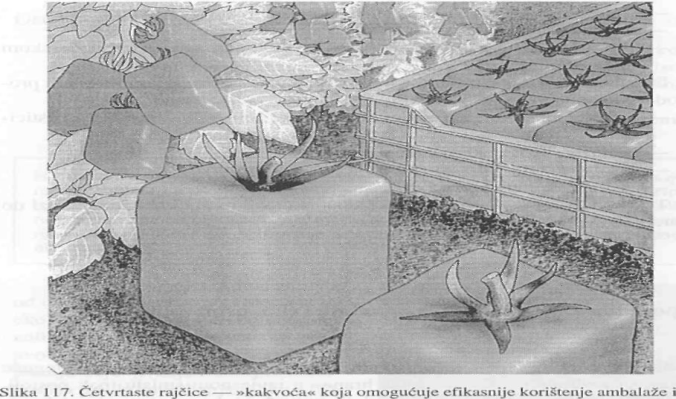 Slika 117. Četvrtaste rajčice — »kakvoća« koja omogućuje efikasnije korištenje ambalaže i